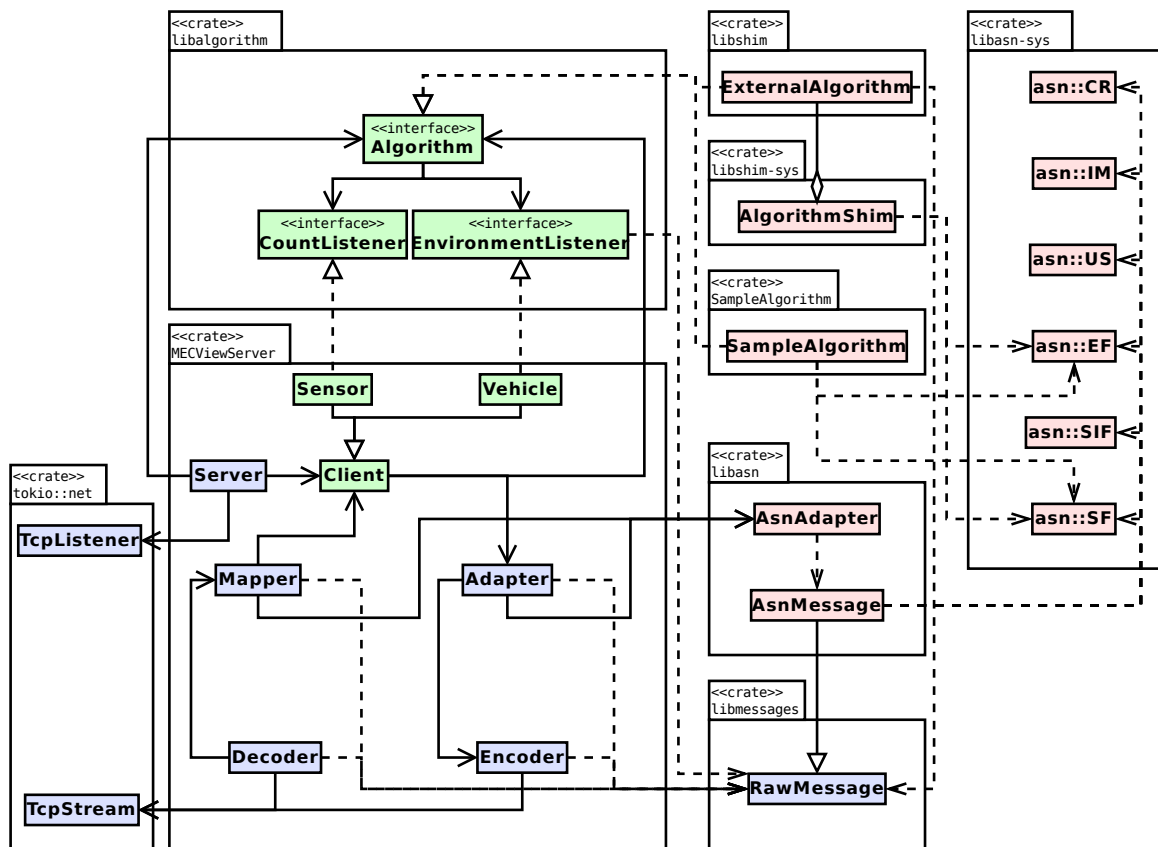 <<crate>>
libalgorithm
<<interface>>
Algorithm
<<interface>>
CountListener
<<interface>>
EnvironmentListener
<<crate>>
libshim
ExternalAlgorithm
<<crate>>
libshim-sys
AlgorithmShim
<<crate>>
SampleAlgorithm
SampleAlgorithm
<<crate>>
libasn-sys
asn::CR
asn::IM
asn::US
asn::EF
asn::SIF
asn::SF
<<crate>>
MECViewServer
Sensor
Vehicle
Server
Client
Mapper
Adapter
Decoder
Encoder
<<crate>>
tokio::net
TcpListener
TcpStream
<<crate>>
libasn
AsnAdapter
AsnMessage
<<crate>>
libmessages
RawMessage